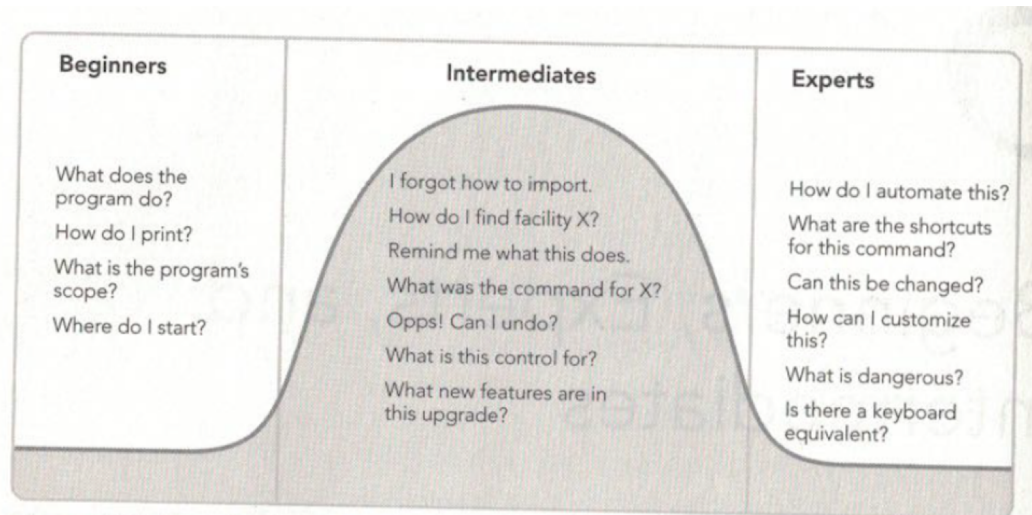 Beginners
What does the
program do?
How do I print?
What is the program's
scope?
Where do I start?
Intermediates
I forgot how to import.
How do I find facility X?
Remind me what this does.
What was the command for X?
Opps! Can I undo?
What is this control for?
What new features are in
this upgrade?
Experts
How do I automate this?
What are the shortcuts
for this command?
Can this be changed?
How can I customize
this?
What is dangerous?
Is there a keyboard
equivalent?